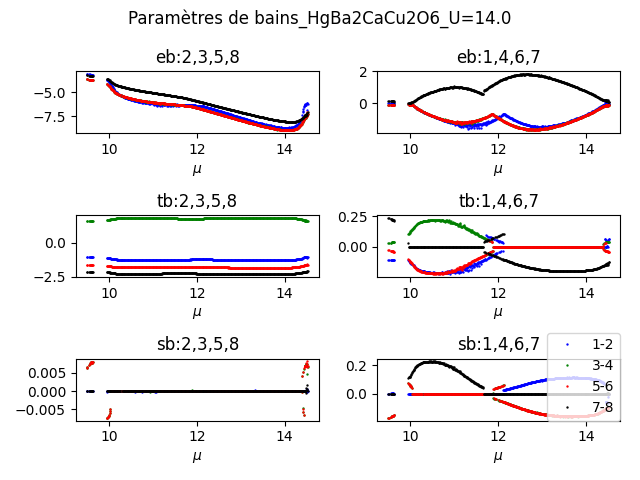 Paramètres de bains_HgBa2CaCu2O6_U=14.0
eb:2,3,5,8
eb:1,4,6,7
−5.0
−7.5
10 12 14
μ
2
0
10 12 14
μ
tb:2,3,5,8
tb:1,4,6,7
0.0
−2.5
10 12 14
μ
0.25
0.00
10 12 14
μ
sb:2,3,5,8
sb:1,4,6,7
0.005
0.000
−0.005
10 12 14
μ
0.2
0.0
10 12 14
μ
1-2
3-4
5-6
7-8